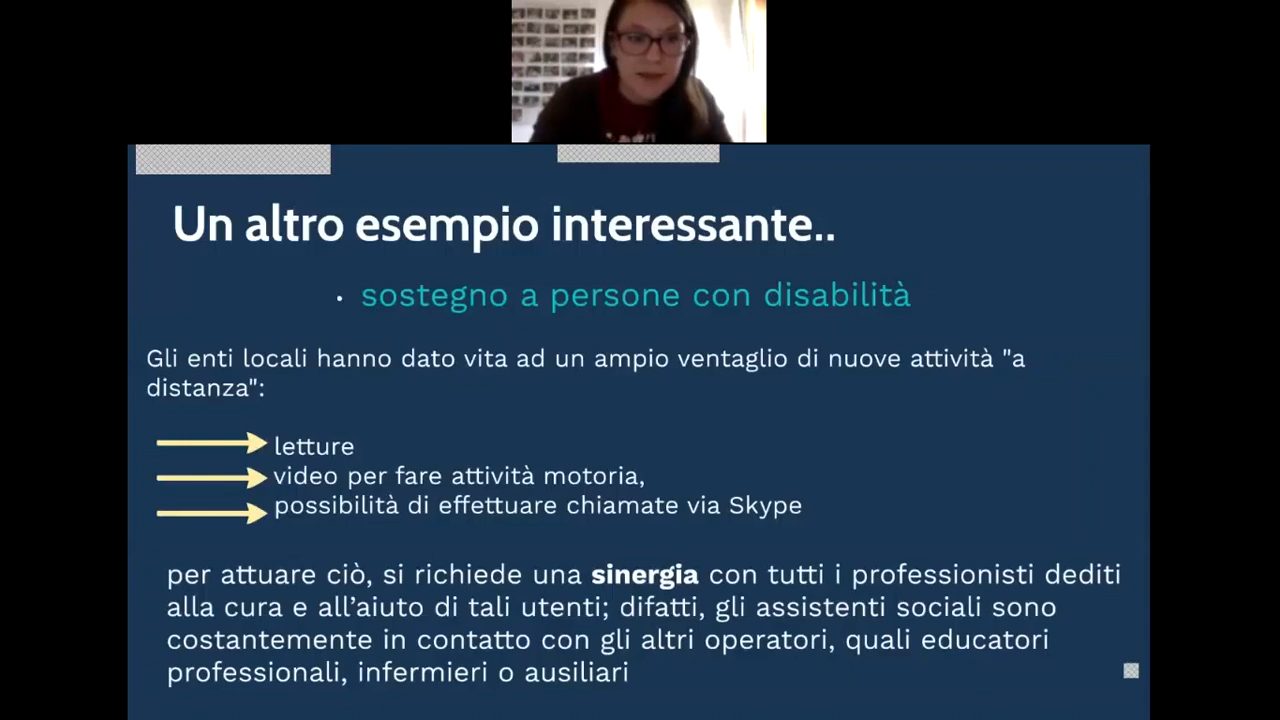 Un altro esempio interessante..
• sostegno a persone con disabilità
Gli enti locali hanno dato vita ad un ampio ventaglio di nuove attività "a
distanza":
letture
video per fare attività motoria,
possibilità di effettuare chiamate via Skype
per attuare ciò, si richiede una sinergia con tutti i professionisti dediti
alla cura e all’aiuto di tali utenti; difatti, gli assistenti sociali sono
costantemente in contatto con gli altri operatori, quali educatori
professionali, infermieri o ausiliari